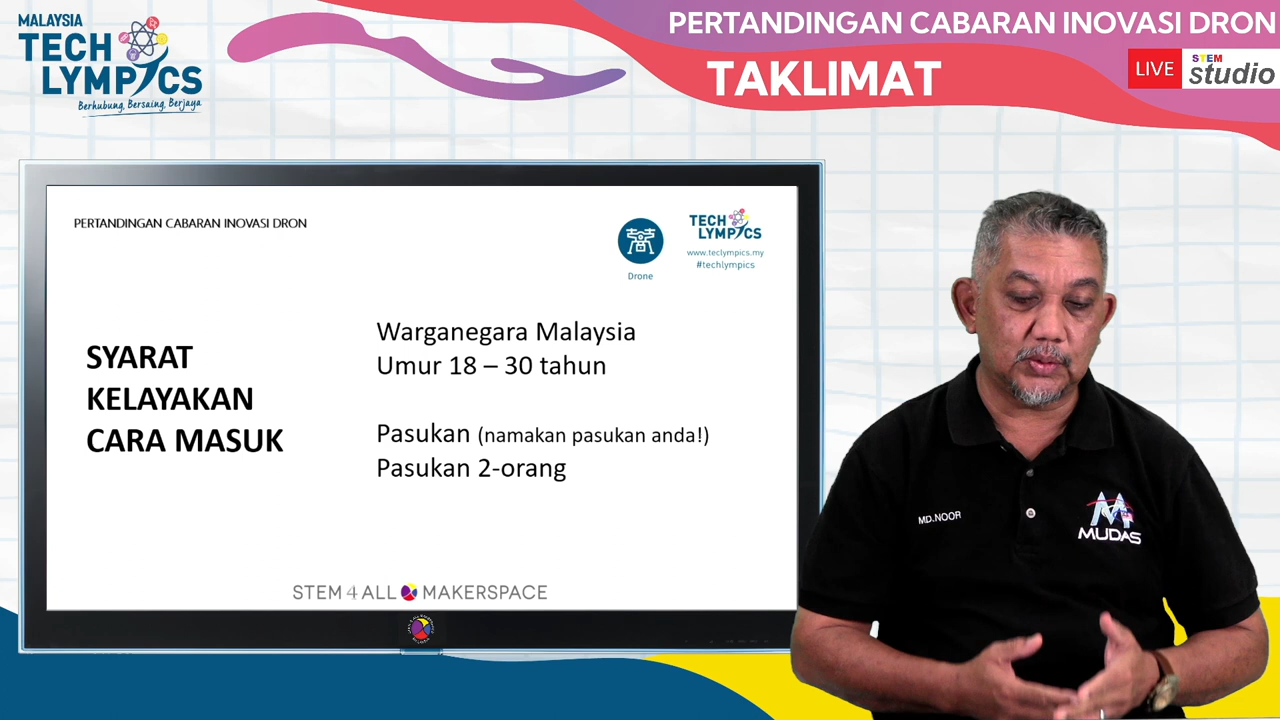 MALAYSIA
TECH
LYMPICS
Berhubung, Bersaing, Berjaya
PERTANDINGAN CABARAN INOVASI DRON
TAKLIMAT
LIVE
STEM
studio
PERTANDINGAN CABARAN INOVASI DRON
Drone
TECH
LYMPICS
www.teclympics.my
#techlympics
SYARAT
KELAYAKAN
CARA MASUK
Warganegara Malaysia
Umur 18 – 30 tahun
Pasukan (namakan pasukan anda!)
Pasukan 2-orang
STEM 4 ALL MAKERSPACE
MD.NOOR
MUDAS